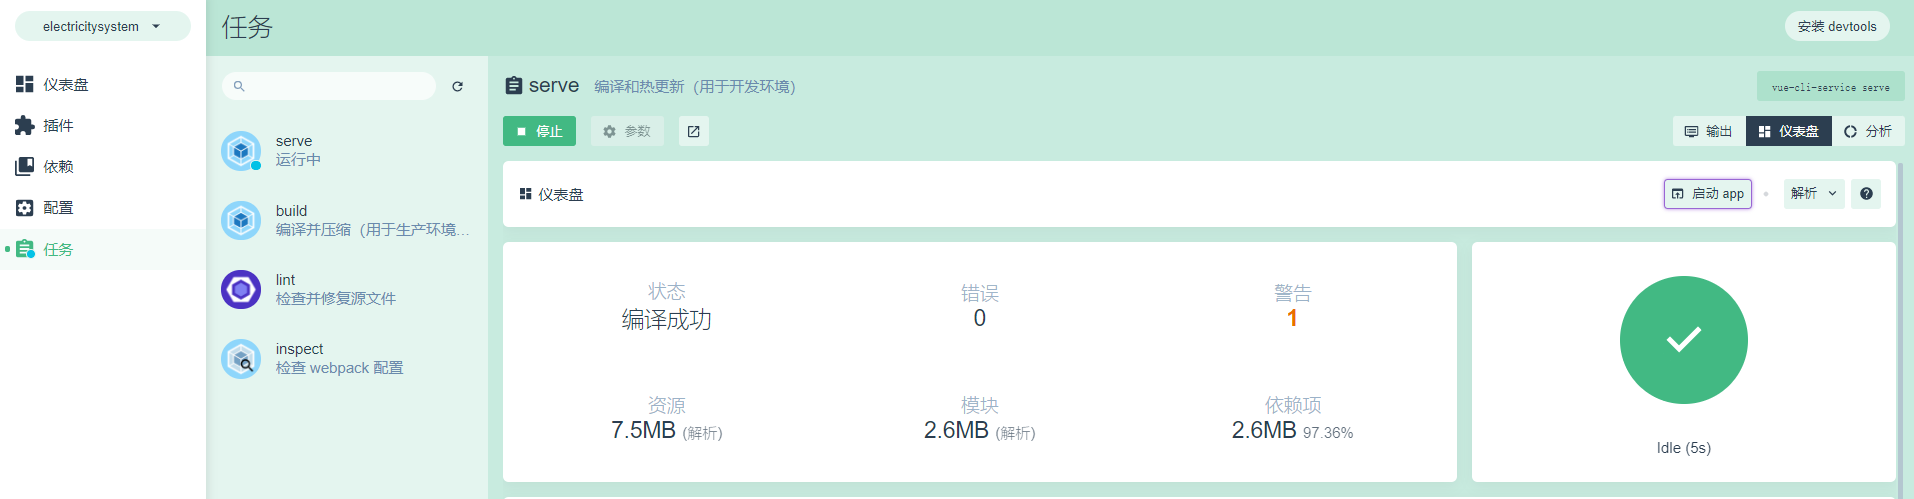 electricitysystem
任务
安装 devtools
仪表盘
插件
依赖
配置
任务
serve
运行中
build
编译并压缩（用于生产环境...
lint
检查并修复源文件
inspect
检查 webpack 配置
serve 编译和热更新（用于开发环境）
vue-cli-service serve
停止 参数
输出 仪表盘 分析
仪表盘
启动 app 解析
状态
编译成功
错误
0
警告
1
资源
7.5MB (解析)
模块
2.6MB (解析)
依赖项
2.6MB 97.36%
Idle (5s)